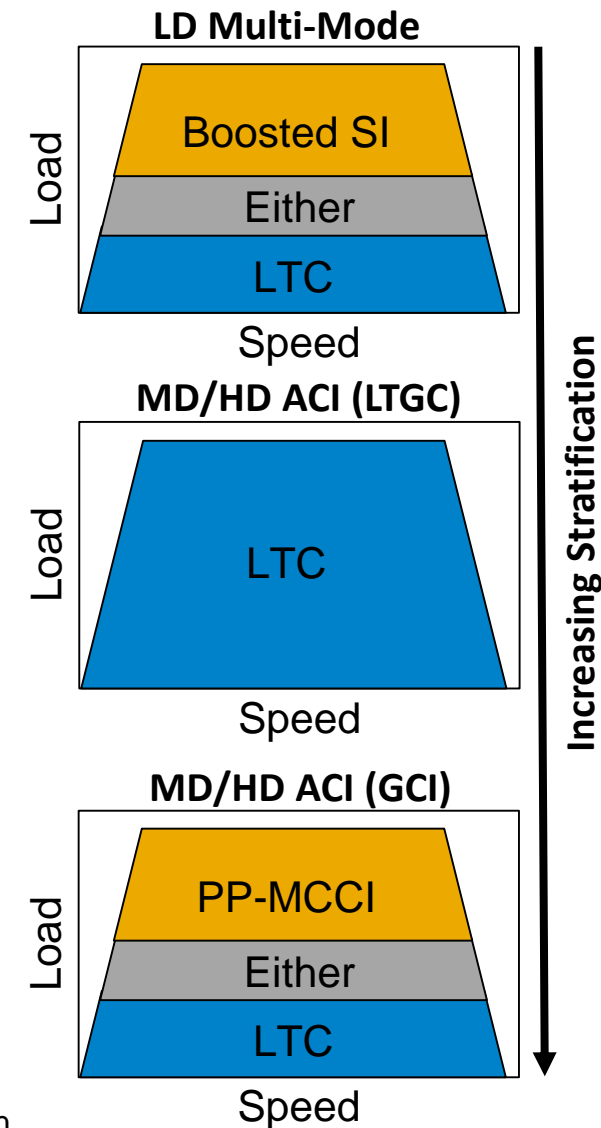 LD Multi-Mode
Load
Boosted SI
Either
LTC
Speed
MD/HD ACI (LTGC)
Load
LTC
Speed
Increasing Stratification
MD/HD ACI (GCI)
Load
PP-MCCI
Either
LTC
Speed